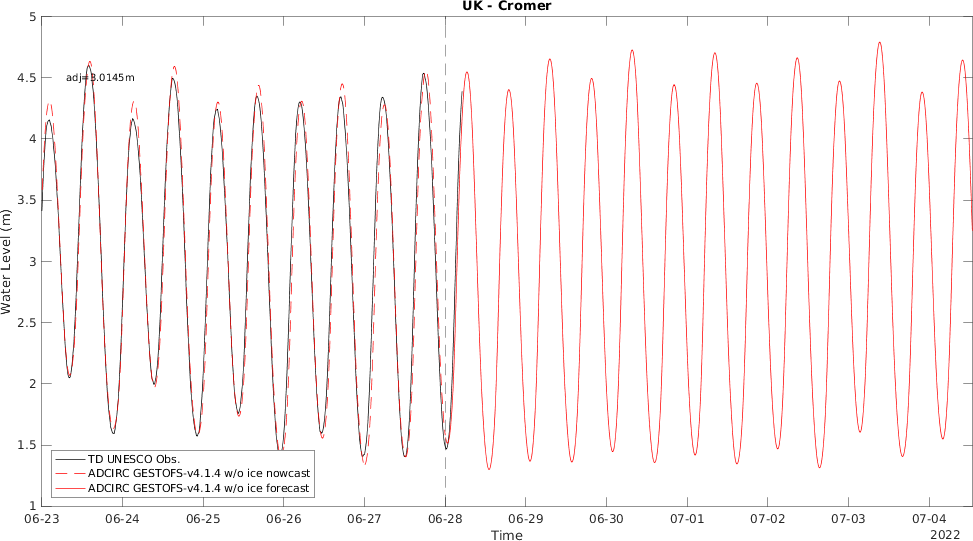 UK - Cromer
5
4.5
4
3.5
3
2.5
2
1.5
1
Water Level (m)
adj=3.0145m
TD UNESCO Obs.
ADCIRC GESTOFS-v4.1.4 w/o ice nowcast
ADCIRC GESTOFS-v4.1.4 w/o ice forecast
06-23 06-24 06-25 06-26 06-27 06-28 06-29 06-30 07-01 07-02 07-03 07-04
Time
2022